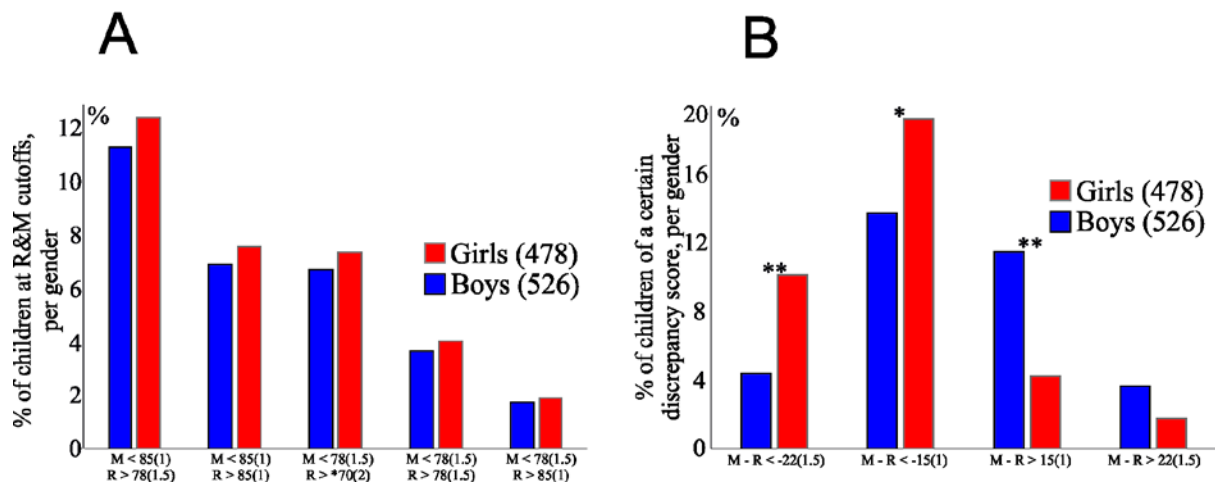 A
% of children at R&M cutoffs,
per gender
%
12
10
8
6
4
2
0
Girls (478)
Boys (526)
M < 85(1)
R > 78(1.5)
M < 85(1)
R > 85(1)
M < 78(1.5)
R > *70(2)
M < 78(1.5)
R > 78(1.5)
M < 78(1.5)
R > 85(1)
B
% of children of a certain
discrepancy score, per gender
%
20
16
12
8
4
0
**
*
**
Girls (478)
Boys (526)
M - R < -22(1.5)
M - R < -15(1)
M - R > 15(1)
M - R > 22(1.5)